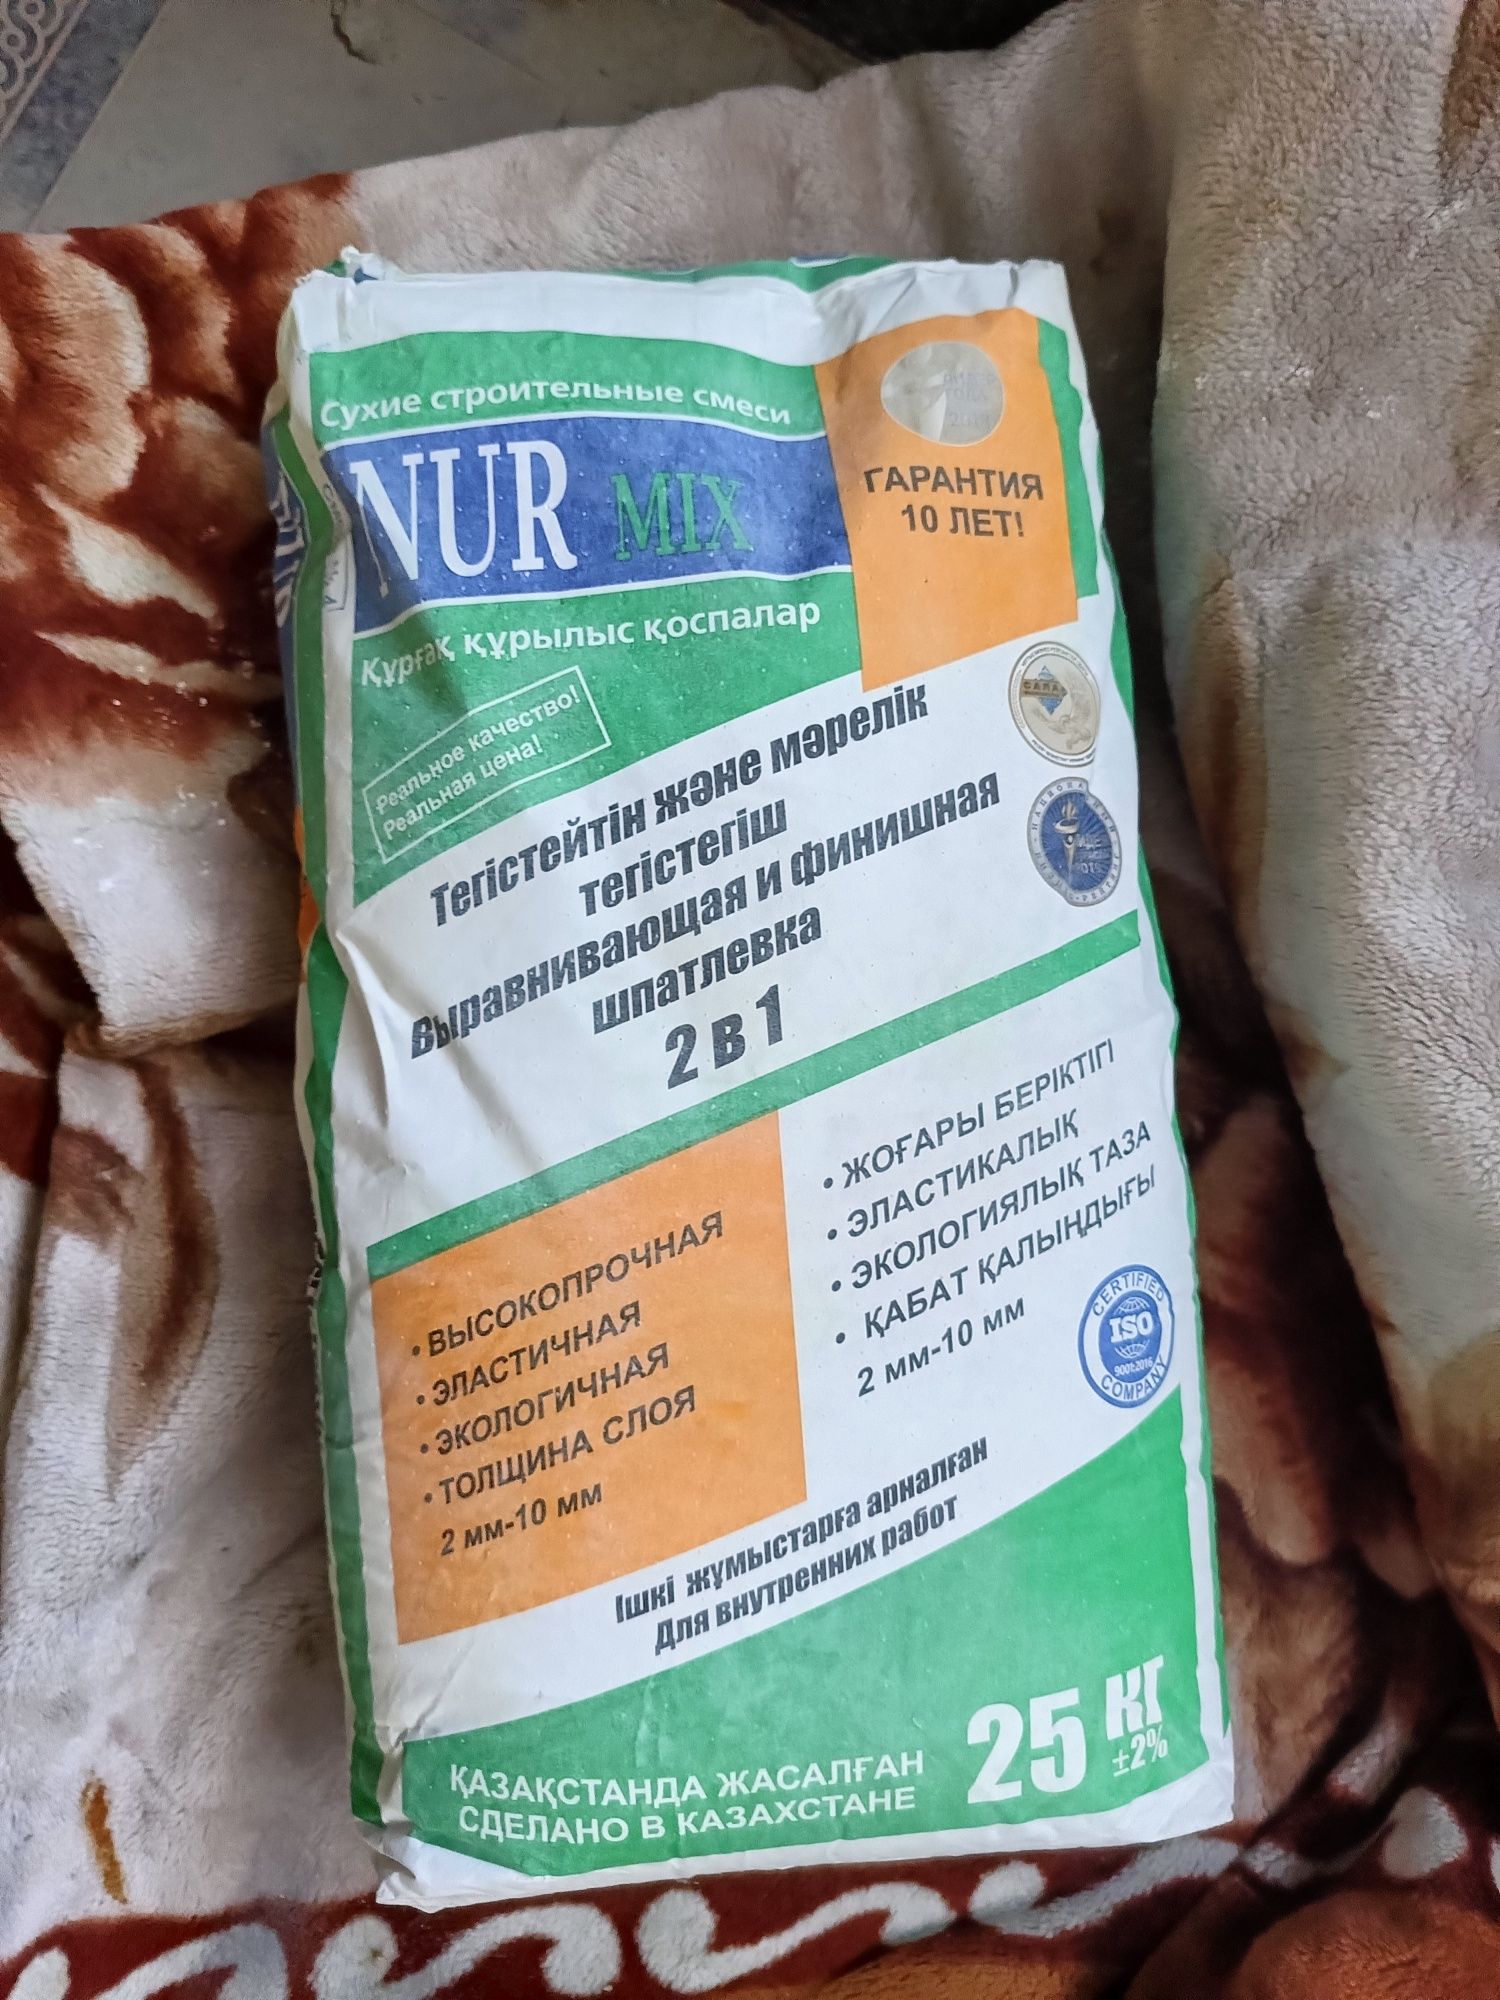 Сухие строительные смеси
NUR MIX
Құрғақ құрылыс қоспалар
Реальное качество!
Реальная цена!
ГАРАНТИЯ
10 ЛЕТ!
Тегістейтін және мәрелік
тегістегіш
Выравнивающая и финишная
шпатлевка
2 в 1
САПА
• ВЫСОКОПРОЧНАЯ
• ЭЛАСТИЧНАЯ
• ЭКОЛОГИЧНАЯ
• ТОЛЩИНА СЛОЯ
2 мм-10 мм
• ЖОҒАРЫ БЕРІКТІГІ
• ЭЛАСТИКАЛЫҚ
• ЭКОЛОГИЯЛЫҚ ТАЗА
• ҚАБАТ ҚАЛЫҢДЫҒЫ
2 мм-10 мм
CERTIFIED
ISO
9001:2016
COMPANY
Ішкі жұмыстарға арналған
Для внутренних работ
ҚАЗАҚСТАНДА ЖАСАЛҒАН
СДЕЛАНО В КАЗАХСТАНЕ
25 КГ
±2%